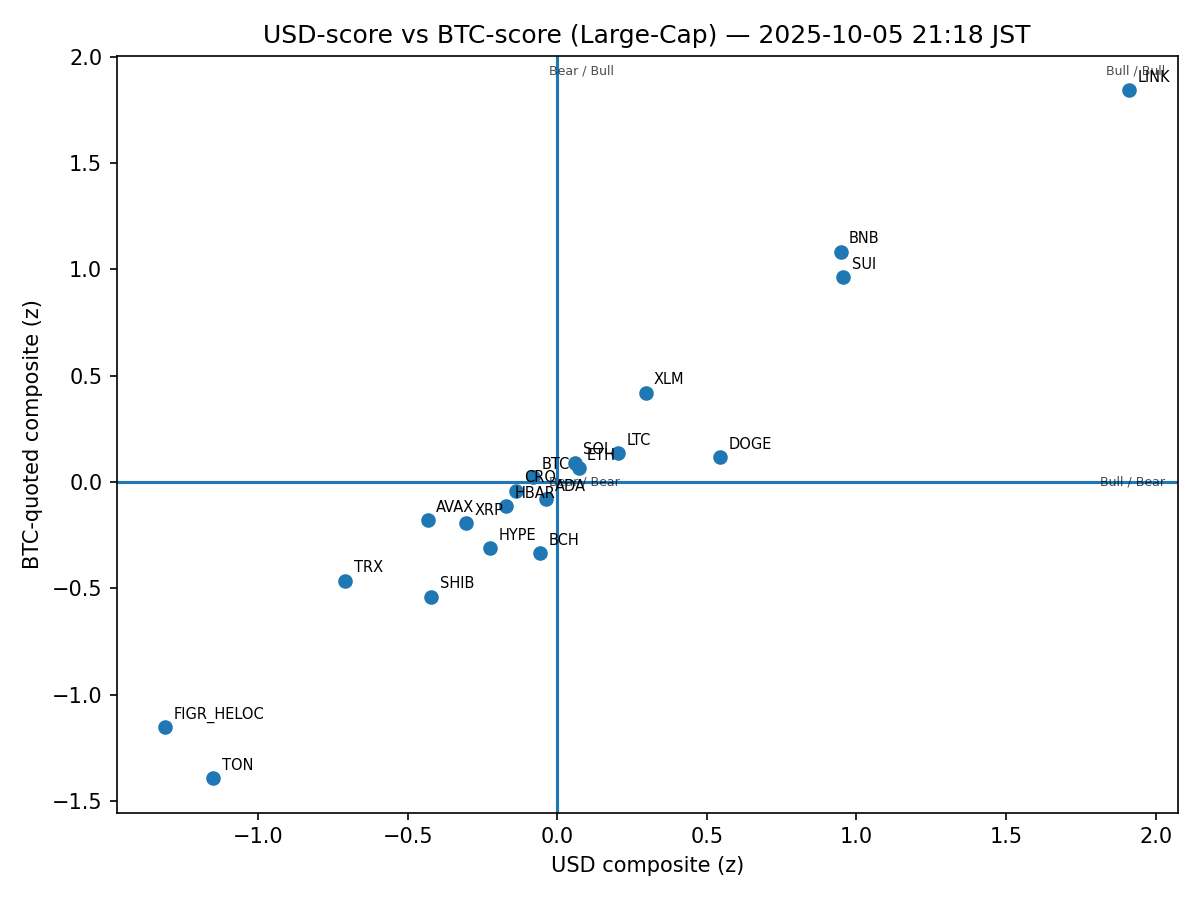 USD-score vs BTC-score (Large-Cap) — 2025-10-05 21:18 JST
2.0
Bear / Bull
Bull / Bull
LINK
1.5
BNB
1.0
SUI
0.5
XLM
DOGE
LTC
SOL
ETH
BTC
CRO
0.0
Bear / Bear
Bull / Bear
ADA
HBAR
AVAX
XRP
HYPE
BCH
−0.5
TRX
SHIB
−1.0
FIGR_HELOC
TON
−1.5
−1.0
−0.5
0.0
0.5
1.0
1.5
2.0
USD composite (z)
BTC-quoted composite (z)